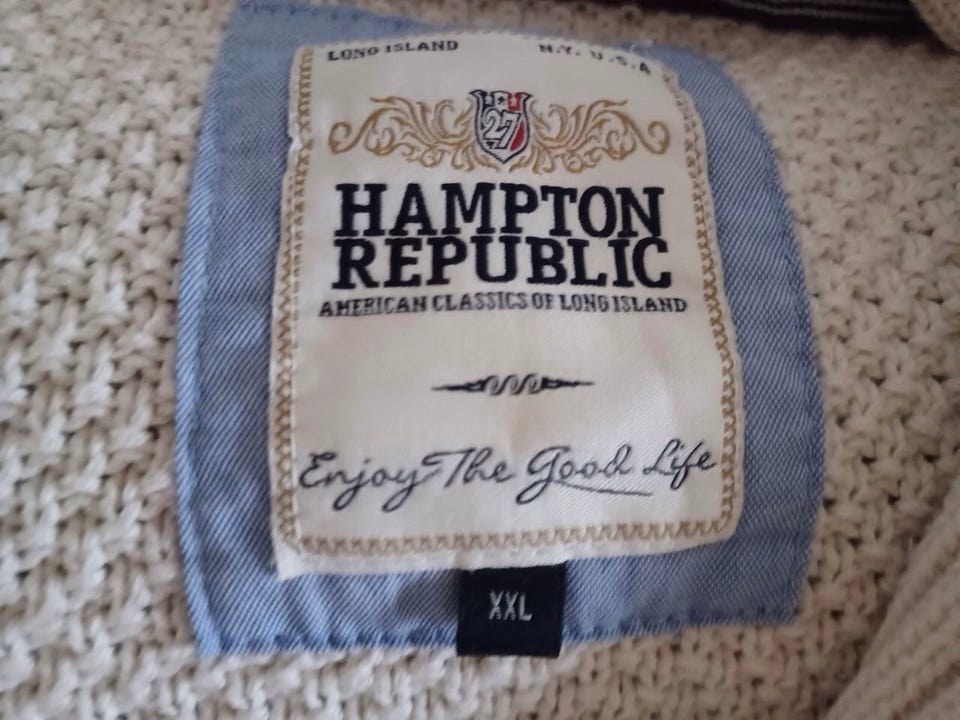 LONG ISLAND N.Y. U.S.A
27
HAMPTON
REPUBLIC
AMERICAN CLASSICS OF LONG ISLAND
Enjoy The Good Life
XXL